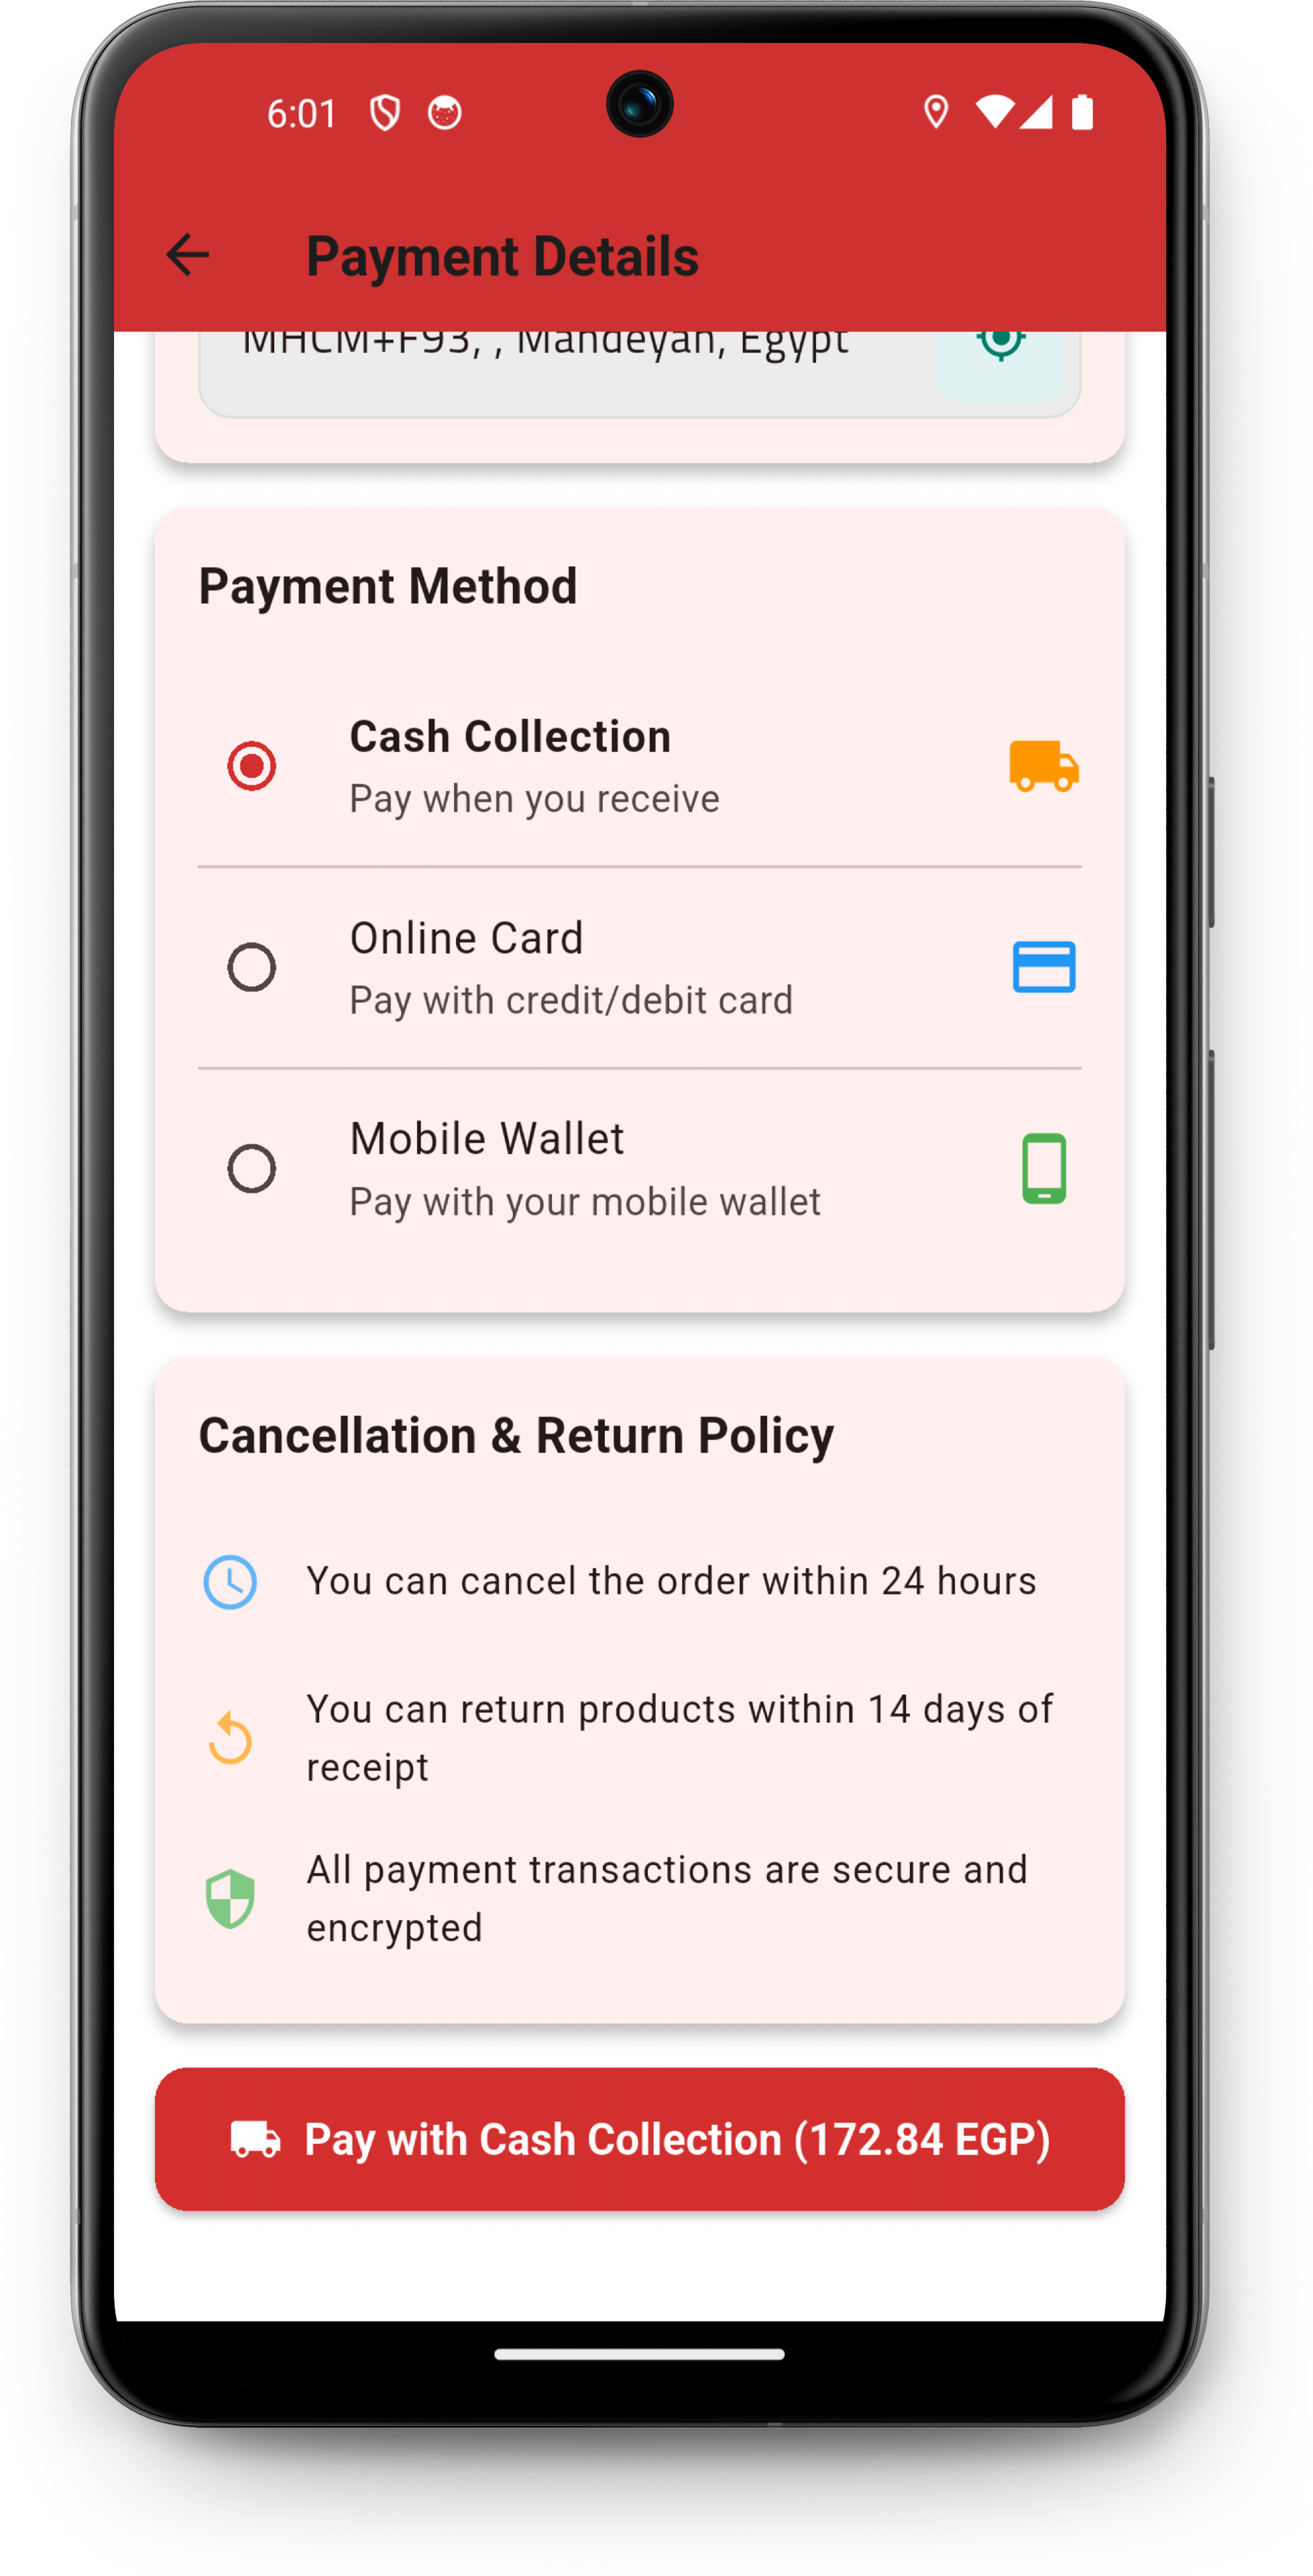 6:01
Payment Details
MHCM+F93, , Mandeyah, Egypt
Payment Method
Cash Collection
Pay when you receive
Online Card
Pay with credit/debit card
Mobile Wallet
Pay with your mobile wallet
Cancellation & Return Policy
You can cancel the order within 24 hours
You can return products within 14 days of
receipt
All payment transactions are secure and
encrypted
Pay with Cash Collection (172.84 EGP)